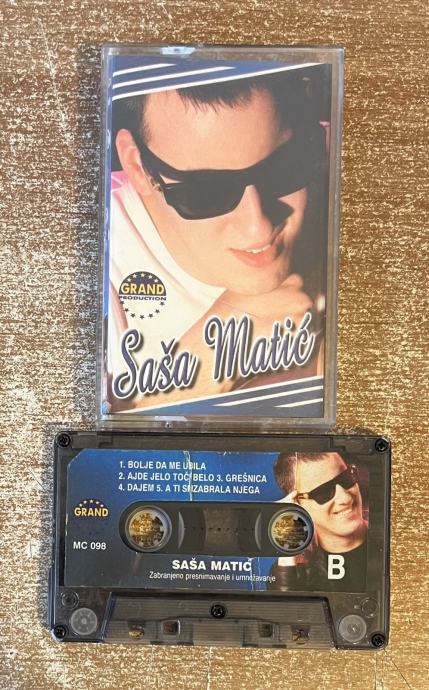 GRAND
PRODUCTION
Saša Matić
1. BOLJE DA ME UBILA
2. AJDE JELO TOČI BELO 3. GREŠNICA
4. DAJEM 5. A TI SI IZABRALA NJEGA
GRAND
MC 098
SAŠA MATIĆ
Zabranjeno presnimavanje i umnožavanje
B